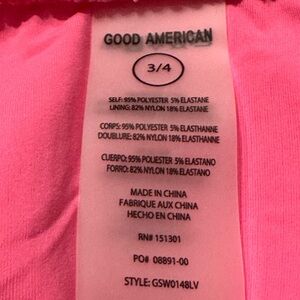 GOOD AMERICAN
3/4
SELF: 95% POLYESTER 5% ELASTANE
LINING: 82% NYLON 18% ELASTANE
CORPS: 95% POLYESTER 5% ELASTHANNE
DOUBLURE: 82% NYLON 18% ELASTHANNE
CUERPO: 95% POLIESTER 5% ELASTANO
FORRO: 82% NYLON 18% ELASTANO
MADE IN CHINA
FABRIQUE AUX CHINA
HECHO EN CHINA
RN# 151301
PO# 08891-00
STYLE: GSW0148LV